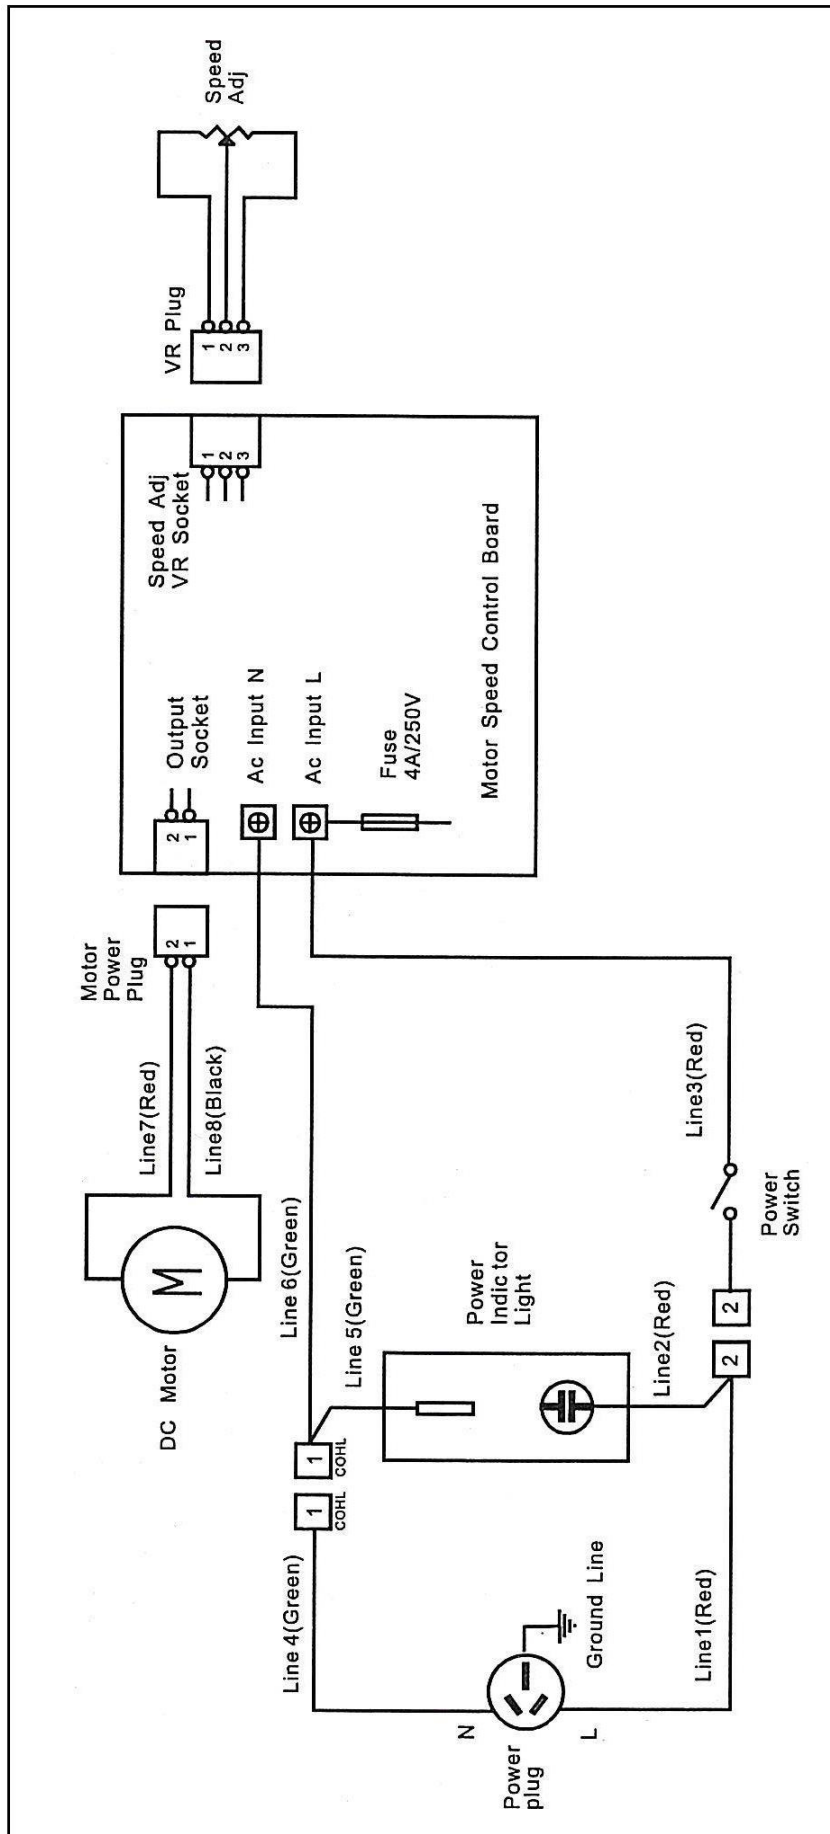 Speed
Adj
VR Plug
1
2
3
Speed Adj
VR Socket
1
2
3
Output
Socket
2
1
Ac Input N
Ac Input L
Fuse
4A/250V
Motor Speed Control Board
Motor
Power
Plug
2
1
Line7(Red)
Line8(Black)
M
DC Motor
Line 6(Green)
Line 5(Green)
Power
Indic tor
Light
Line3(Red)
Power
Switch
2
2
Line2(Red)
1
COHL
1
COHL
Line 4(Green)
Ground Line
Line1(Red)
N
L
Power
plug